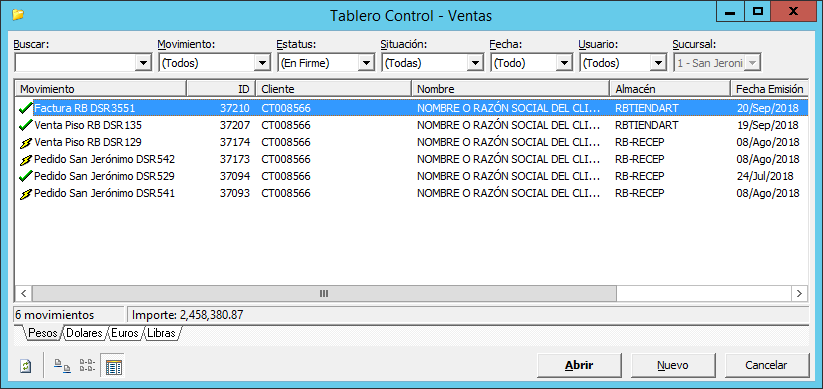 Tablero Control - Ventas
Buscar: Movimiento: Estatus: Situación: Fecha: Usuario: Sucursal:
(Todos) (En Firme) (Todas) (Todo) (Todos) 1 - San Jeroni
Movimiento ID Cliente Nombre Almacén Fecha Emisión
Factura RB DSR3551 37210 CT008566 NOMBRE O RAZÓN SOCIAL DEL CLI... RBTIENDART 20/Sep/2018
Venta Piso RB DSR135 37207 CT008566 NOMBRE O RAZÓN SOCIAL DEL CLI... RBTIENDART 19/Sep/2018
Venta Piso RB DSR129 37174 CT008566 NOMBRE O RAZÓN SOCIAL DEL CLI... RB-RECEP 08/Ago/2018
Pedido San Jerónimo DSR542 37173 CT008566 NOMBRE O RAZÓN SOCIAL DEL CLI... RB-RECEP 08/Ago/2018
Pedido San Jerónimo DSR529 37094 CT008566 NOMBRE O RAZÓN SOCIAL DEL CLI... RB-RECEP 24/Jul/2018
Pedido San Jerónimo DSR541 37093 CT008566 NOMBRE O RAZÓN SOCIAL DEL CLI... RB-RECEP 08/Ago/2018
6 movimientos Importe: 2,458,380.87
Pesos Dolares Euros Libras
Abrir Nuevo Cancelar